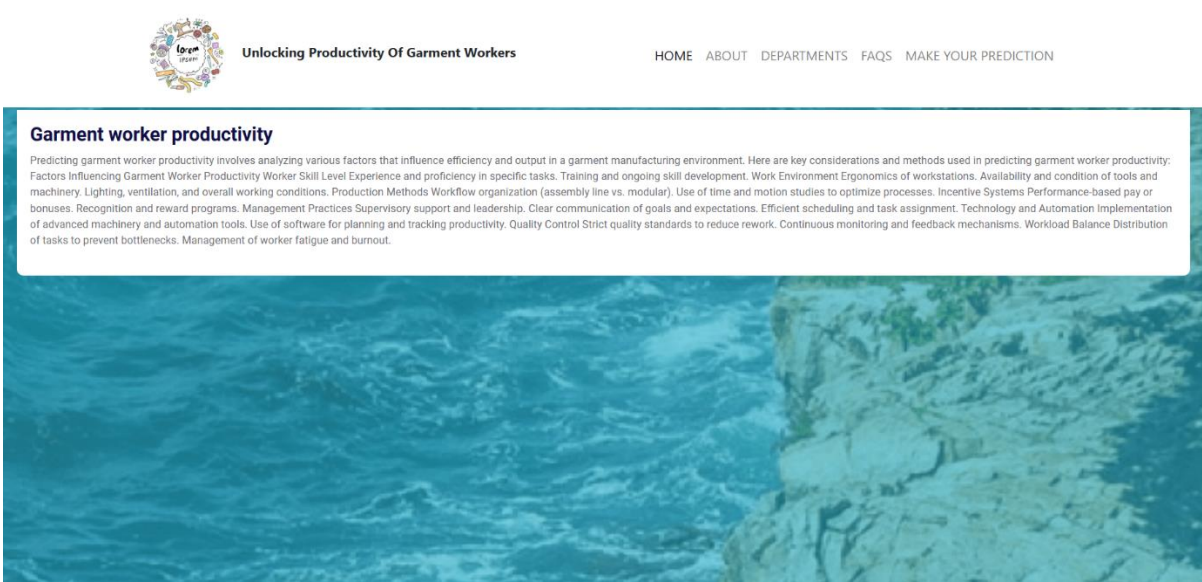 lorem
ipsem
Unlocking Productivity Of Garment Workers
HOME ABOUT DEPARTMENTS FAQS MAKE YOUR PREDICTION
Garment worker productivity
Predicting garment worker productivity involves analyzing various factors that influence efficiency and output in a garment manufacturing environment. Here are key considerations and methods used in predicting garment worker productivity:
Factors Influencing Garment Worker Productivity Worker Skill Level Experience and proficiency in specific tasks. Training and ongoing skill development. Work Environment Ergonomics of workstations. Availability and condition of tools and
machinery. Lighting, ventilation, and overall working conditions. Production Methods Workflow organization (assembly line vs. modular). Use of time and motion studies to optimize processes. Incentive Systems Performance-based pay or
bonuses. Recognition and reward programs. Management Practices Supervisory support and leadership. Clear communication of goals and expectations. Efficient scheduling and task assignment. Technology and Automation Implementation
of advanced machinery and automation tools. Use of software for planning and tracking productivity. Quality Control Strict quality standards to reduce rework. Continuous monitoring and feedback mechanisms. Workload Balance Distribution
of tasks to prevent bottlenecks. Management of worker fatigue and burnout.